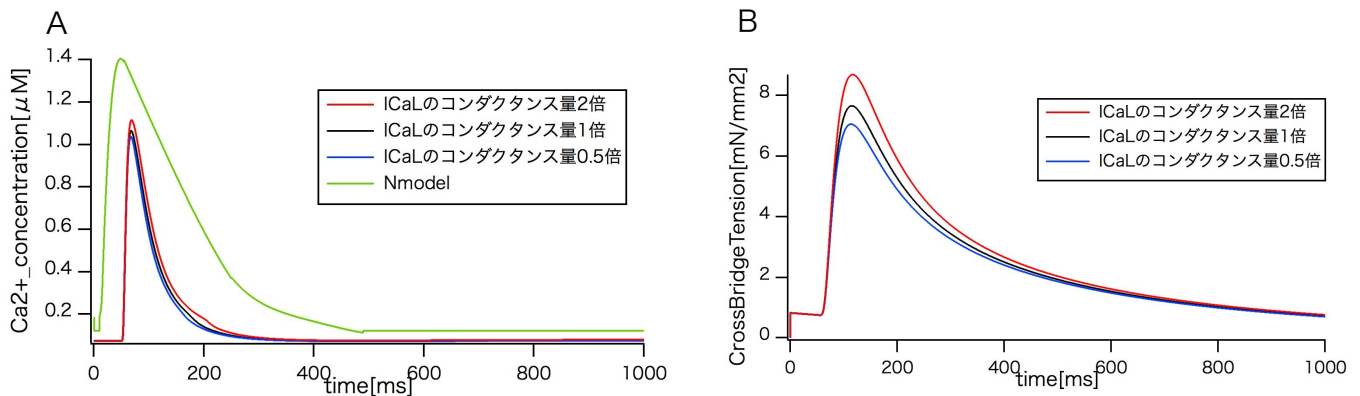 A
Ca2+_concentration[μM]
1.4
1.2
1.0
0.8
0.6
0.4
0.2
0
200
400
600
800
1000
time[ms]
ICaLのコンダクタンス量2倍
ICaLのコンダクタンス量1倍
ICaLのコンダクタンス量0.5倍
Nmodel
B
CrossBridgeTension[mN/mm2]
8
6
4
2
0
0
200
400
600
800
1000
time[ms]
ICaLのコンダクタンス量2倍
ICaLのコンダクタンス量1倍
ICaLのコンダクタンス量0.5倍